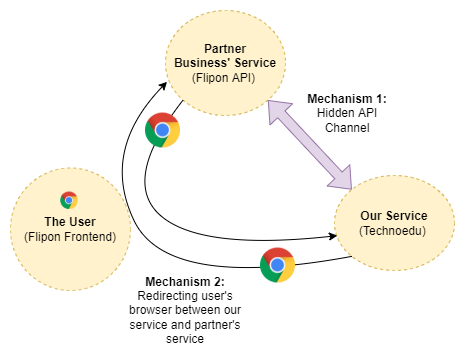 Partner
Business' Service
(Flipon API)
Mechanism 1:
Hidden API
Channel
The User
(Flipon Frontend)
Our Service
(Technoedu)
Mechanism 2:
Redirecting user's
browser between our
service and partner's
service